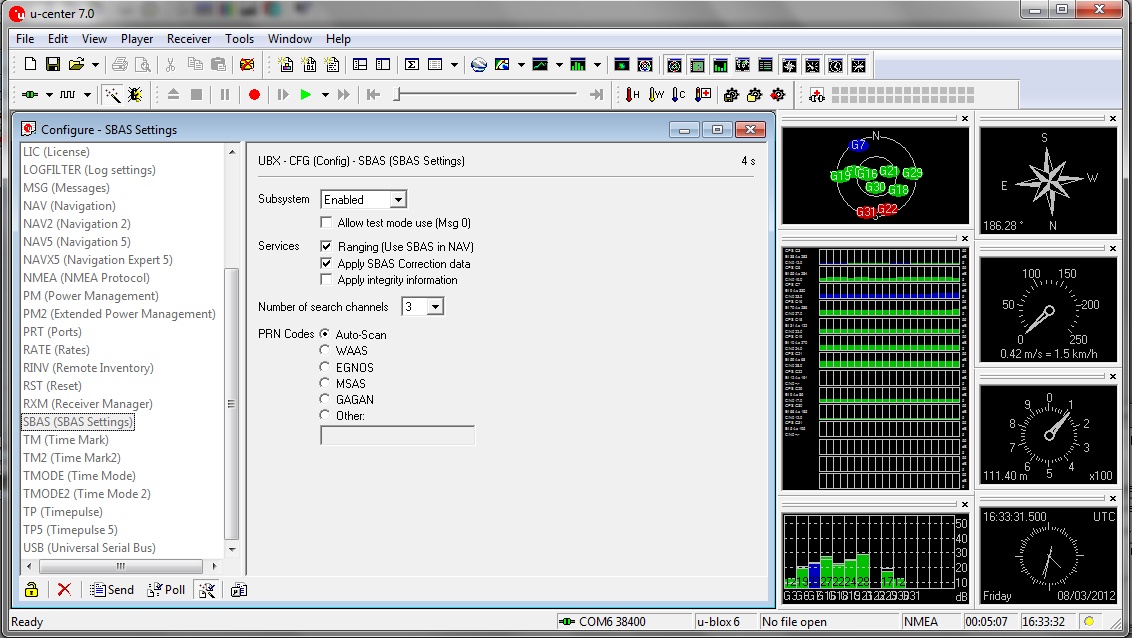 u-center 7.0
File Edit View Player Receiver Tools Window Help
Configure - SBAS Settings
LIC (License)
LOGFILTER (Log settings)
MSG (Messages)
NAV (Navigation)
NAV2 (Navigation 2)
NAV5 (Navigation 5)
NAVX5 (Navigation Expert 5)
NMEA (NMEA Protocol)
PM (Power Management)
PM2 (Extended Power Management)
PRT (Ports)
RATE (Rates)
RINV (Remote Inventory)
RST (Reset)
RXM (Receiver Manager)
SBAS (SBAS Settings)
TM (Time Mark)
TM2 (Time Mark2)
TMODE (Time Mode)
TMODE2 (Time Mode 2)
TP (Timepulse)
TP5 (Timepulse 5)
USB (Universal Serial Bus)
Send Poll
UBX - CFG (Config) - SBAS (SBAS Settings) 4 s
Subsystem Enabled
Allow test mode use (Msg 0)
Services Ranging (Use SBAS in NAV)
Apply SBAS Correction data
Apply integrity information
Number of search channels 3
PRN Codes Auto-Scan
WAAS
EGNOS
MSAS
GAGAN
Other:
N
G7
G19 G16 G21 G29
G30 G18
G31 G22
S
E W
N
186.28 °
100 150
50 200
0 250
0.42 m/s = 1.5 km/h
0
9 1
8 2
7 3
6 5 4
111.40 m x100
50
40
30
20
10
dB
16:33:31.500 UTC
Friday 08/03/2012
Ready COM6 38400 u-blox 6 No file open NMEA 00:05:07 16:33:32